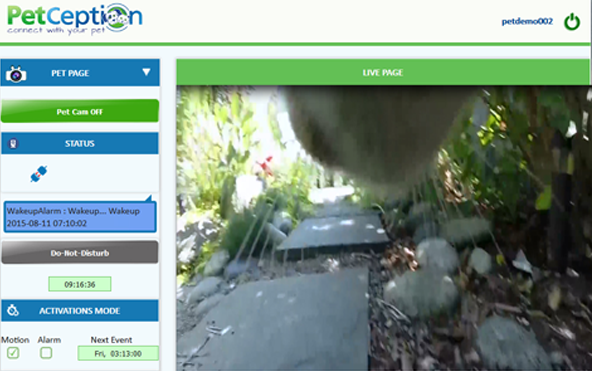 PetCeption
connect with your pet
petdemo002
PET PAGE
LIVE PAGE
Pet Cam OFF
STATUS
WakeupAlarm : Wakeup... Wakeup
2015-08-11 07:10:02
Do-Not-Disturb
09:16:36
ACTIVATIONS MODE
Motion Alarm Next Event
Fri, 03:13:00